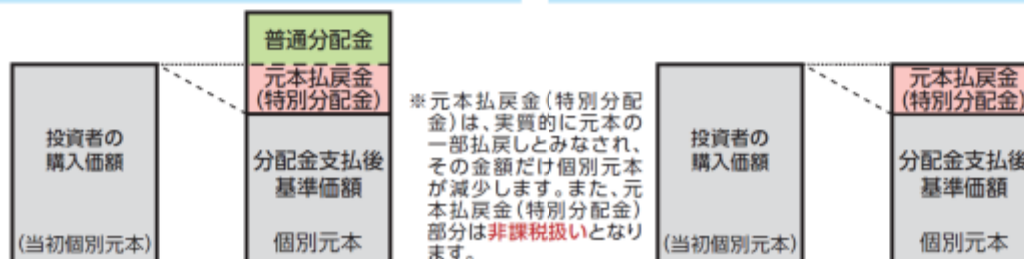 普通分配金
元本払戻金
(特別分配金)
投資者の
購入価額
(当初個別元本)
分配金支払後
基準価額
個別元本
※元本払戻金(特別分配
金)は、実質的に元本の
一部払戻しとみなされ、
その金額だけ個別元本
が減少します。また、元
本払戻金(特別分配金)
部分は非課税扱いとなり
ます。
投資者の
購入価額
(当初個別元本)
元本払戻金
(特別分配金)
分配金支払後
基準価額
個別元本